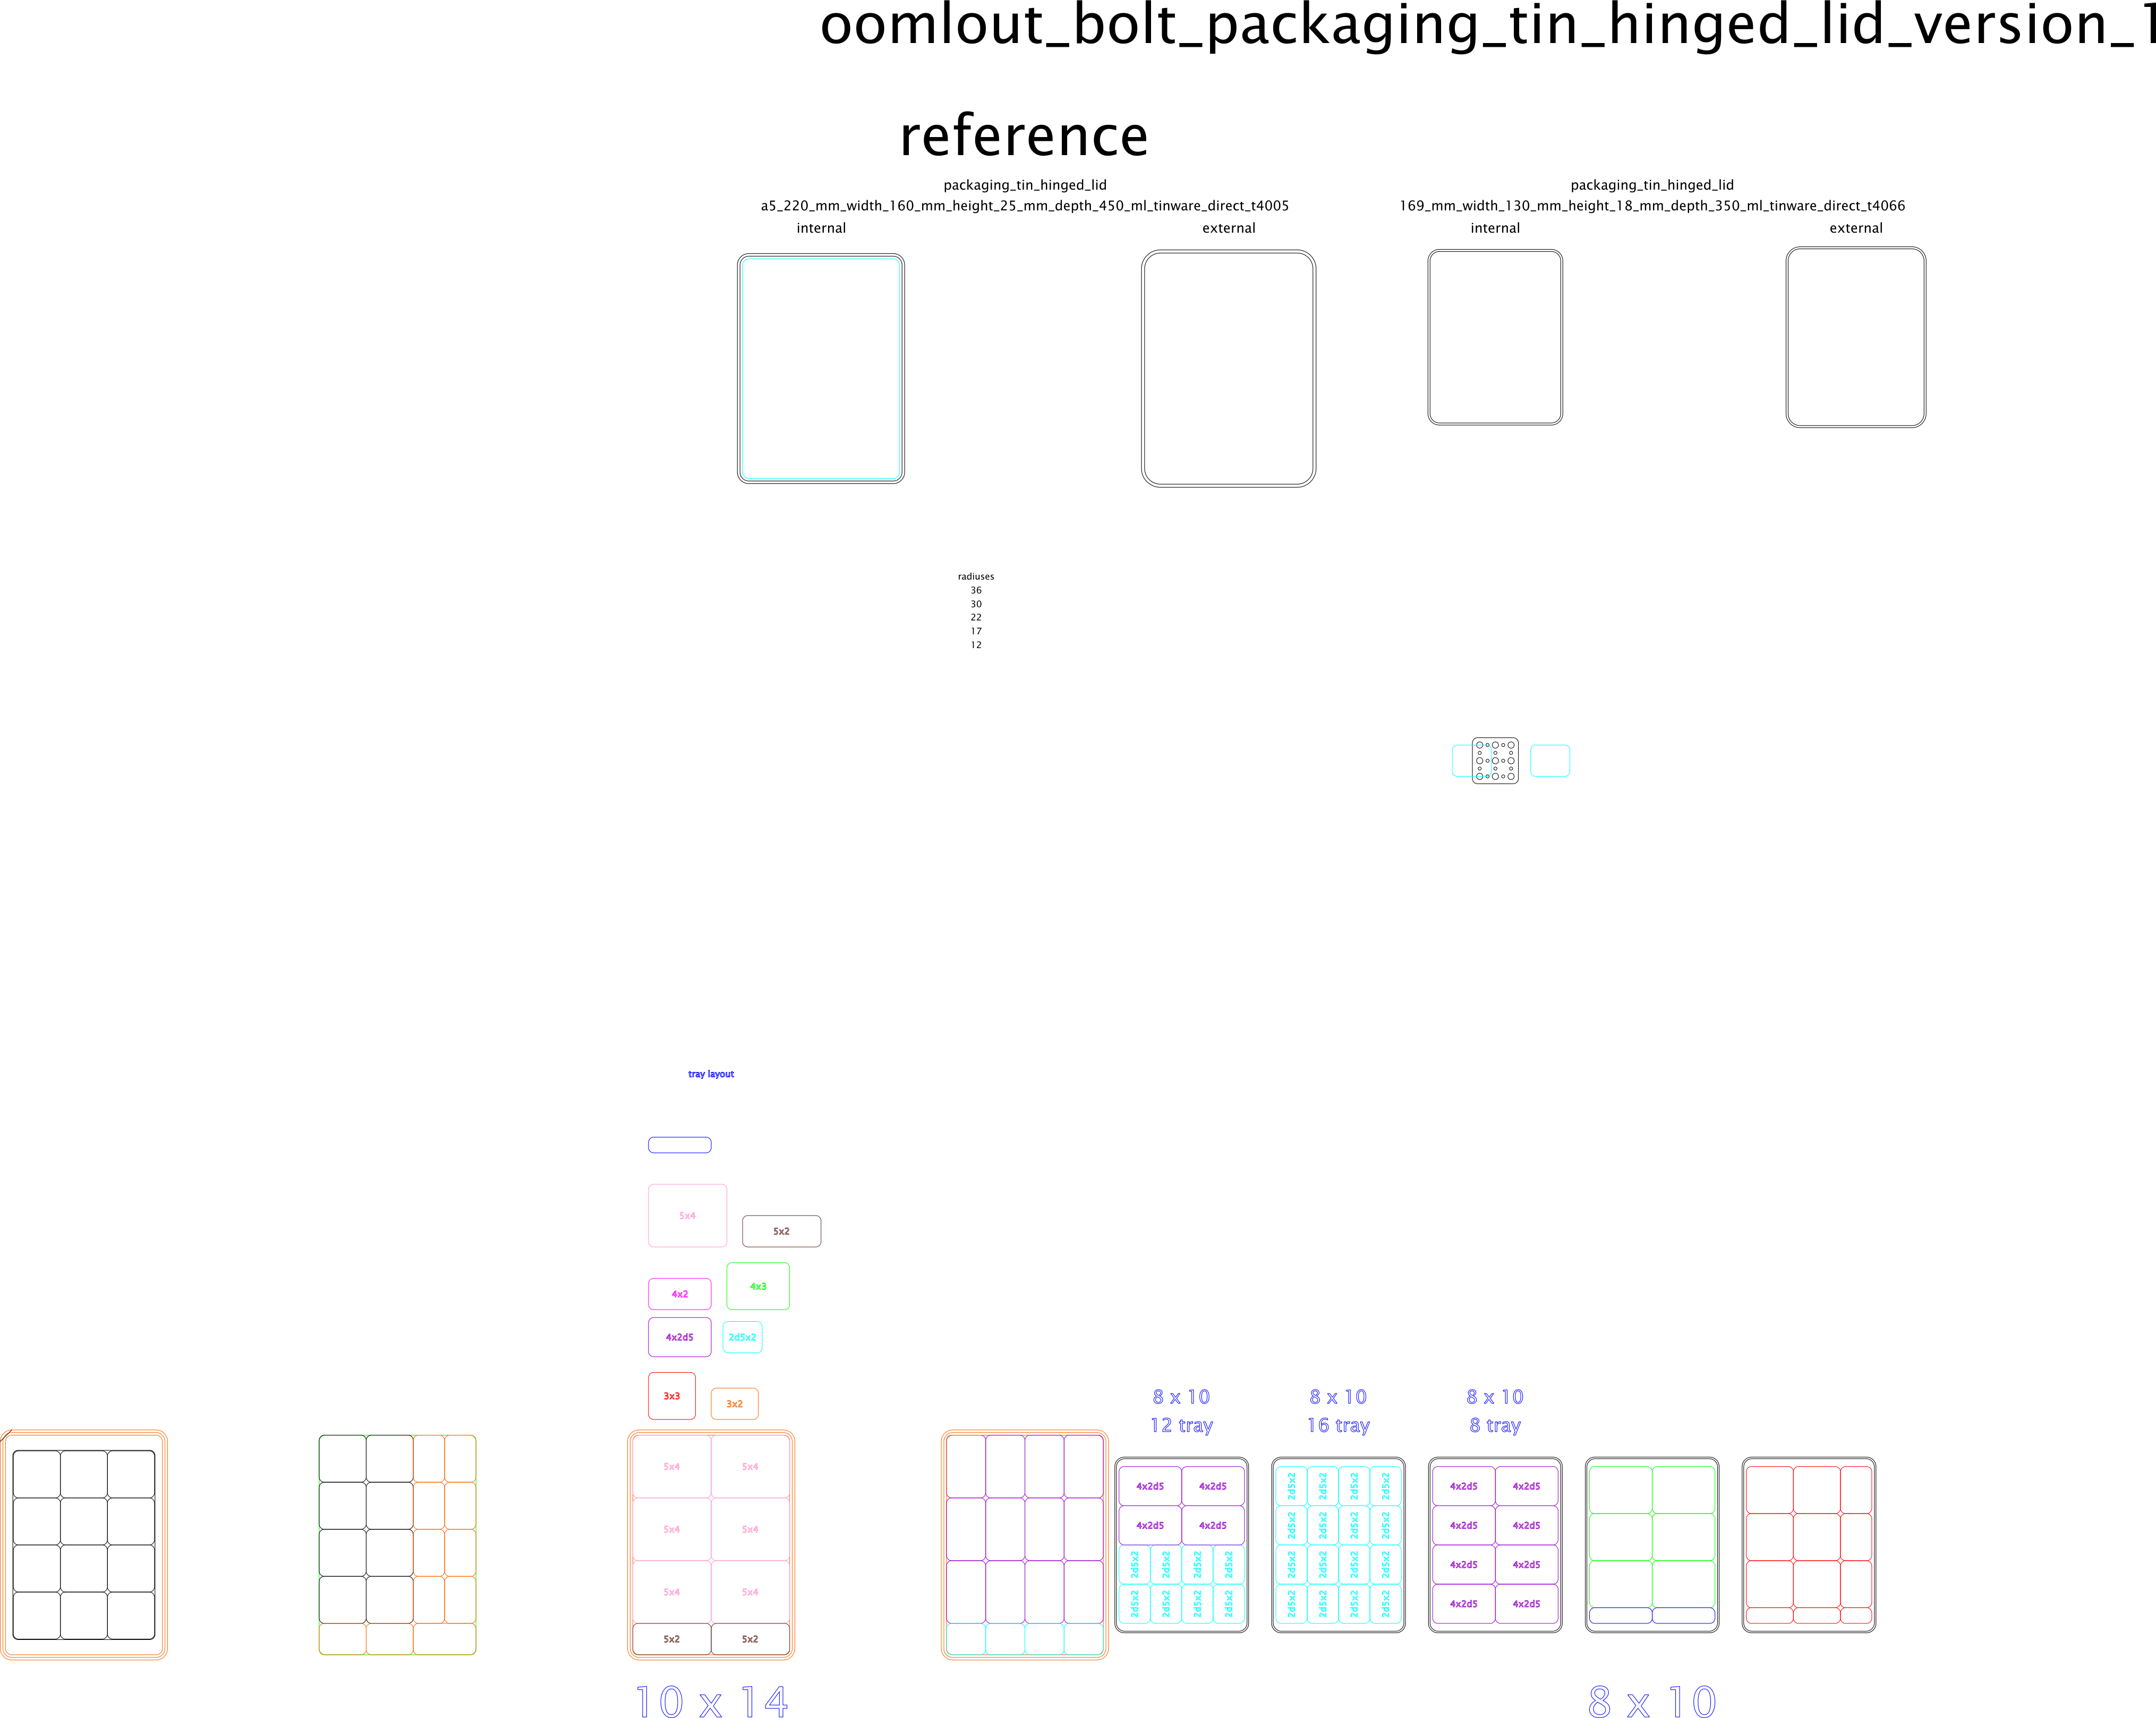 oomlout_bolt_packaging_tin_hinged_lid_version_1
reference
packaging_tin_hinged_lid
a5_220_mm_width_160_mm_height_25_mm_depth_450_ml_tinware_direct_t4005
internal
external
packaging_tin_hinged_lid
169_mm_width_130_mm_height_18_mm_depth_350_ml_tinware_direct_t4066
internal
external
radiuses
36
30
22
17
12
tray layout
5x4
5x2
4x2
4x3
4x2d5
2d5x2
3x3
3x2
5x4 5x4
5x4 5x4
5x4 5x4
5x2 5x2
10 x 14
8 x 10
12 tray
4x2d5 4x2d5
4x2d5 4x2d5
2d5x2 2d5x2 2d5x2 2d5x2
2d5x2 2d5x2 2d5x2 2d5x2
8 x 10
16 tray
2d5x2 2d5x2 2d5x2 2d5x2
2d5x2 2d5x2 2d5x2 2d5x2
2d5x2 2d5x2 2d5x2 2d5x2
2d5x2 2d5x2 2d5x2 2d5x2
8 x 10
8 tray
4x2d5 4x2d5
4x2d5 4x2d5
4x2d5 4x2d5
4x2d5 4x2d5
8 x 10